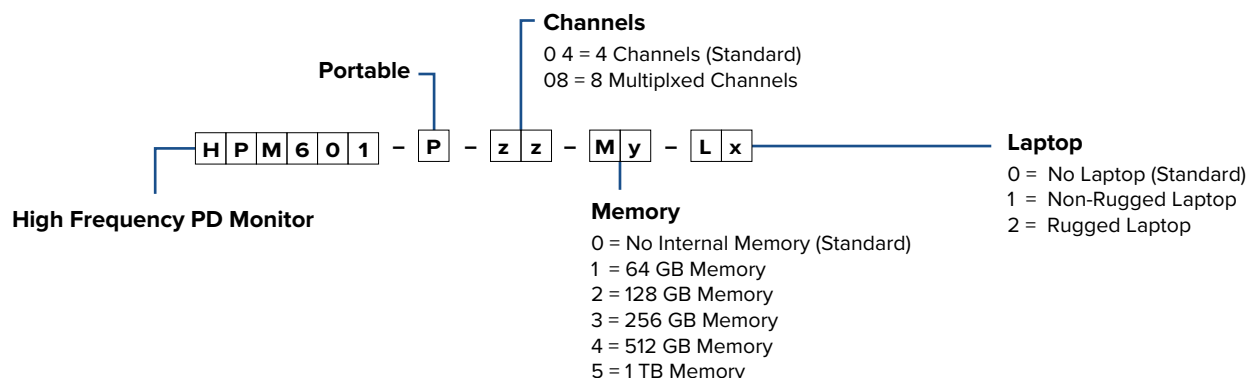 Channels
0 4 = 4 Channels (Standard)
08 = 8 Multiplxed Channels
Portable
H P M 6 0 1 – P – z z – M y – L x
Laptop
0 = No Laptop (Standard)
1 = Non-Rugged Laptop
2 = Rugged Laptop
High Frequency PD Monitor
Memory
0 = No Internal Memory (Standard)
1 = 64 GB Memory
2 = 128 GB Memory
3 = 256 GB Memory
4 = 512 GB Memory
5 = 1 TB Memory